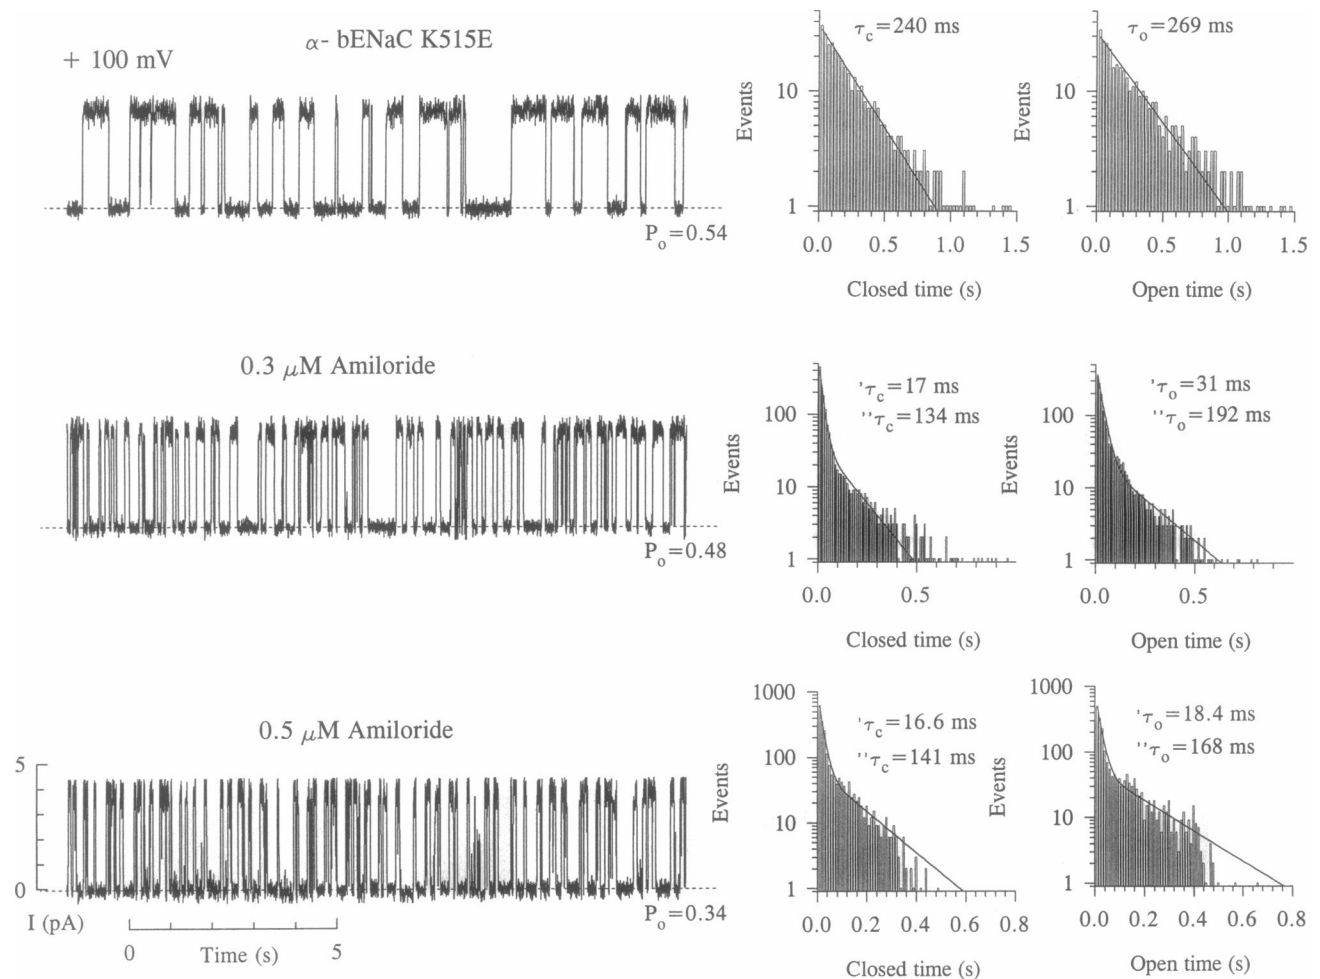 α- bENaC K515E
+ 100 mV
P_o=0.54
Events
10
1
τ_c=240 ms
0.0 0.5 1.0 1.5
Closed time (s)
Events
10
1
τ_o=269 ms
0.0 0.5 1.0 1.5
Open time (s)
0.3 μM Amiloride
P_o=0.48
Events
100
10
1
'τ_c=17 ms
''τ_c=134 ms
0.0 0.5
Closed time (s)
Events
100
10
1
'τ_o=31 ms
''τ_o=192 ms
0.0 0.5
Open time (s)
0.5 μM Amiloride
5
0
I (pA)
0 Time (s) 5
P_o=0.34
Events
1000
100
10
1
'τ_c=16.6 ms
''τ_c=141 ms
0.0 0.2 0.4 0.6 0.8
Closed time (s)
Events
1000
100
10
1
'τ_o=18.4 ms
''τ_o=168 ms
0.0 0.2 0.4 0.6 0.8
Open time (s)